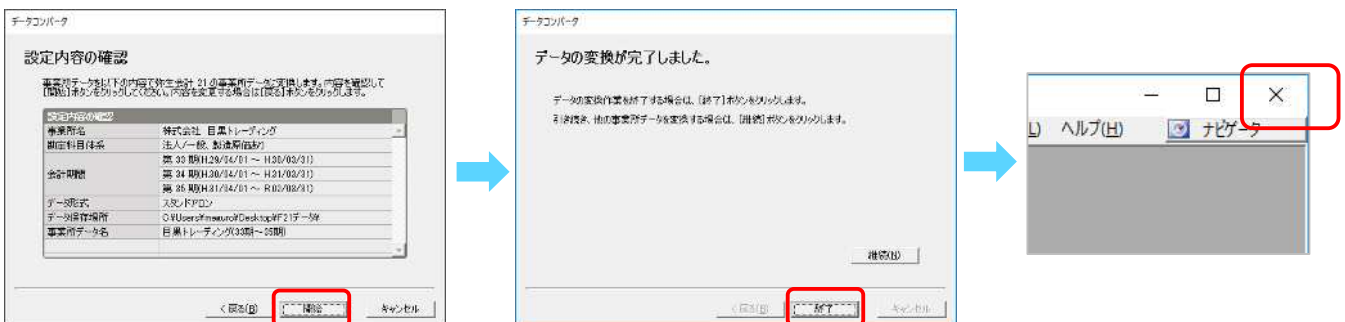 データコンバータ
設定内容の確認
事業所データを以下の内容で弥生会計 21 の事業所データに変換します。内容を確認して
[開始]ボタンをクリックしてください。内容を変更する場合は[戻る]ボタンをクリックします。
設定内容の確認
事業所名 株式会社 目黒トレーディング
勘定科目体系 法人/一般、製造原価あり
会計期間
第 33 期(H.29/04/01 ～ H.30/03/31)
第 34 期(H.30/04/01 ～ H.31/03/31)
第 35 期(H.31/04/01 ～ R.02/03/31)
データ形式 スタンドアロン
データ保存場所 C:¥Users¥meguro¥Desktop¥F21データ¥
事業所データ名 目黒トレーディング(33期～35期)
< 戻る(B) 開始 キャンセル
データコンバータ
データの変換が完了しました。
データの変換作業を終了する場合は、[終了]ボタンをクリックします。
引き続き、他の事業所データを変換する場合は、[継続]ボタンをクリックします。
継続(N)
< 戻る(B) 終了 キャンセル
L) ヘルプ(H) ナビゲータ